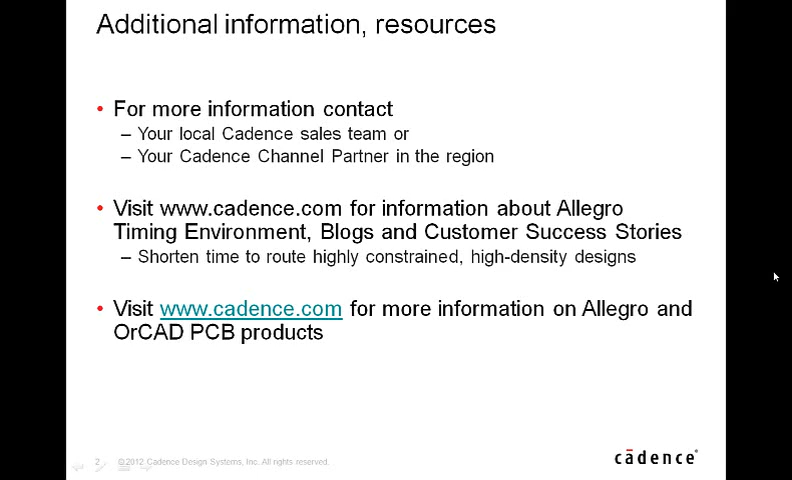 Additional information, resources
• For more information contact
– Your local Cadence sales team or
– Your Cadence Channel Partner in the region
• Visit www.cadence.com for information about Allegro
Timing Environment, Blogs and Customer Success Stories
– Shorten time to route highly constrained, high-density designs
• Visit www.cadence.com for more information on Allegro and
OrCAD PCB products
2 ©2012 Cadence Design Systems, Inc. All rights reserved.
cādence®